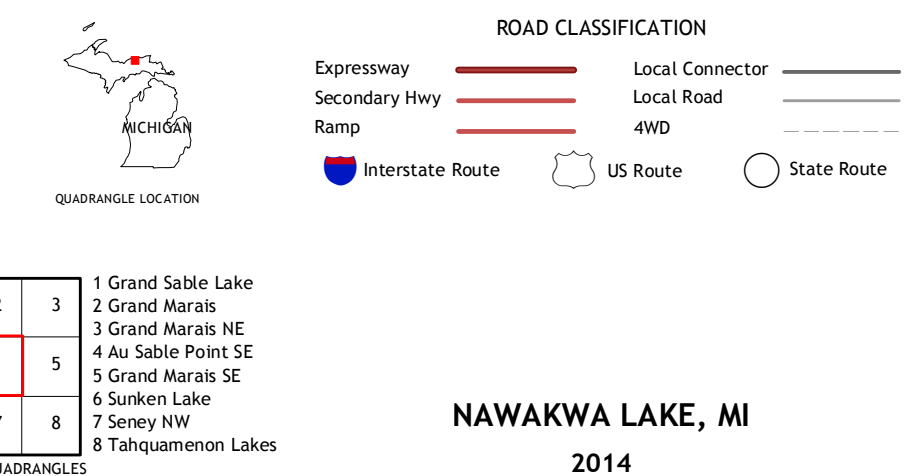 MICHIGAN
QUADRANGLE LOCATION
ROAD CLASSIFICATION
Expressway
Secondary Hwy
Ramp
Local Connector
Local Road
4WD
Interstate Route
US Route
State Route
3
5
8
1 Grand Sable Lake
2 Grand Marais
3 Grand Marais NE
4 Au Sable Point SE
5 Grand Marais SE
6 Sunken Lake
7 Seney NW
8 Tahquamenon Lakes
NAWAKWA LAKE, MI
2014